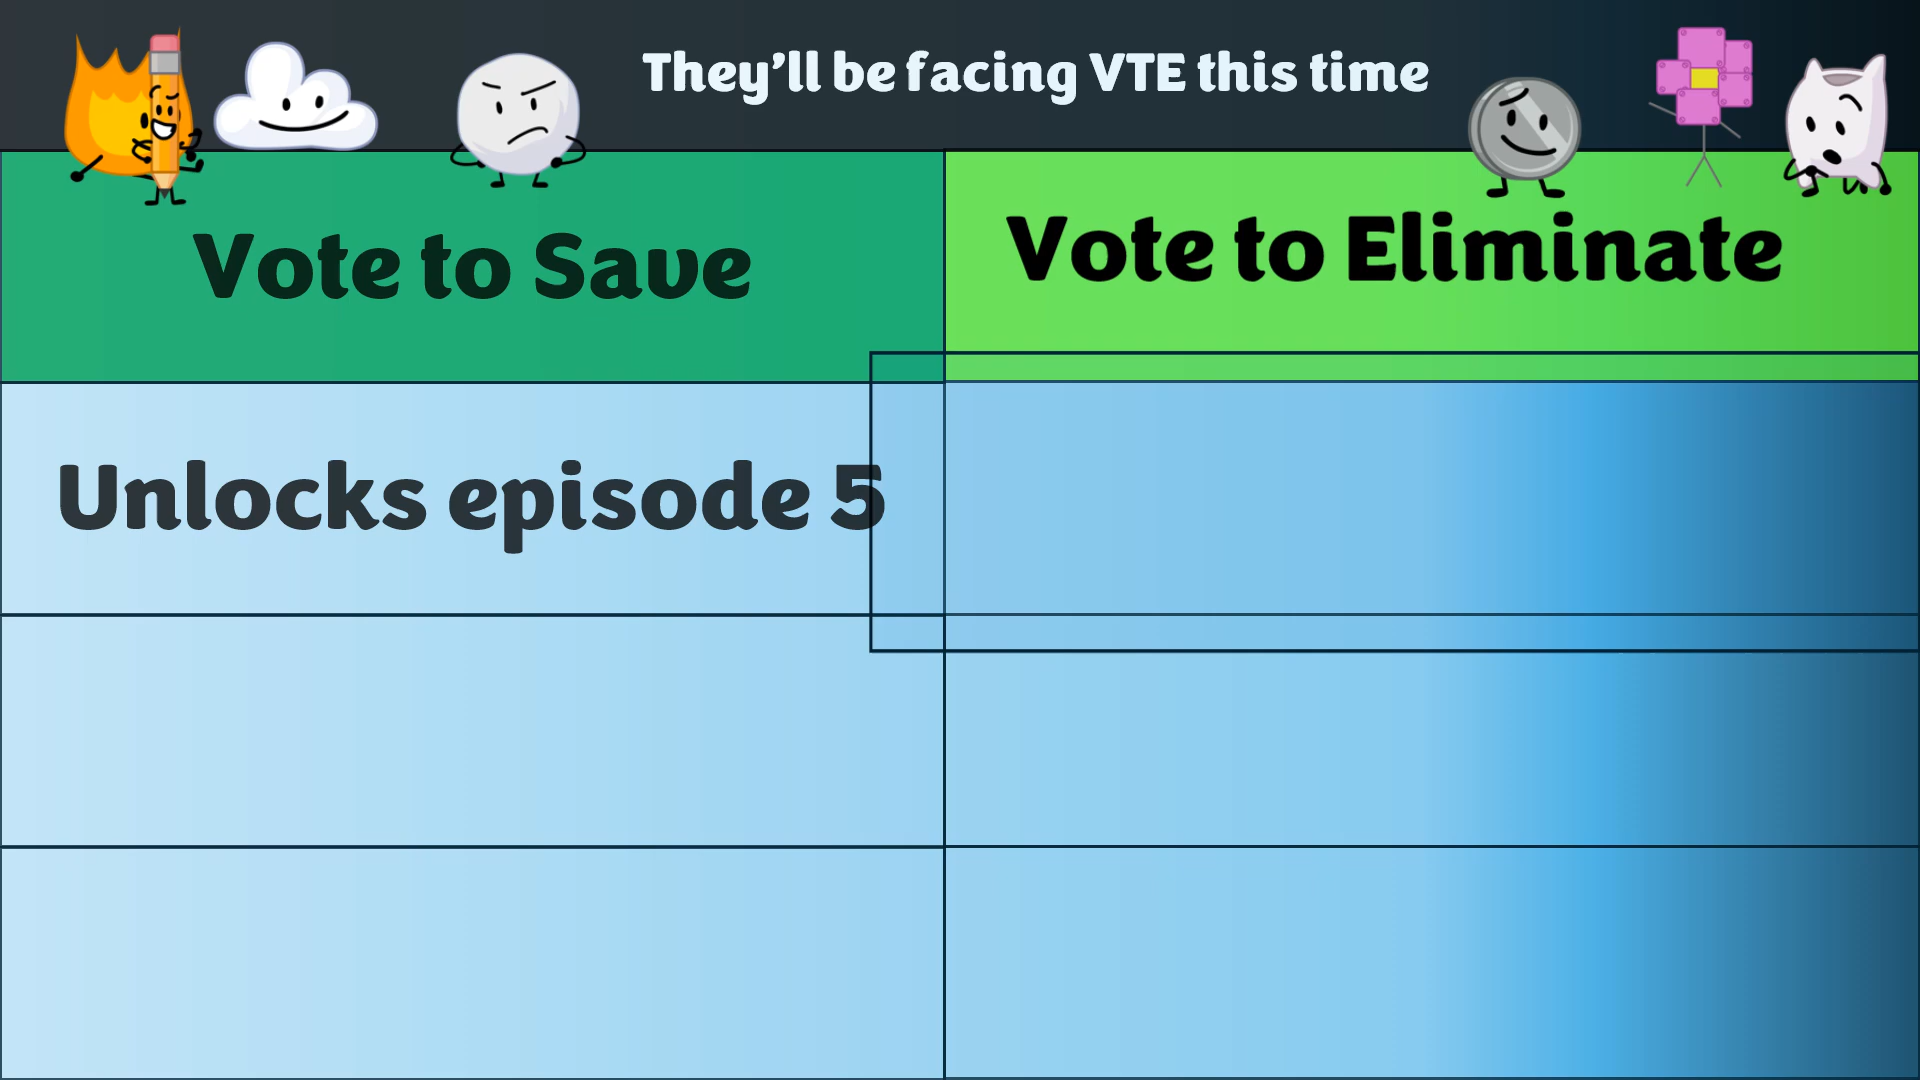 They'll be facing VTE this time
Vote to Save
Vote to Eliminate
Unlocks episode 5